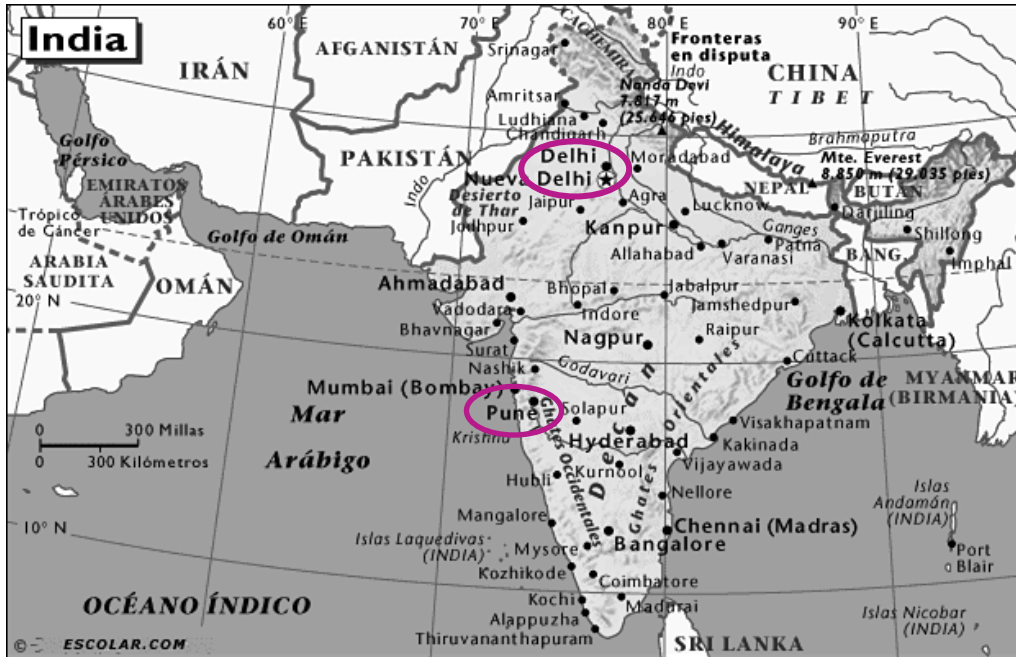 India
60° E
70° E
80° E
90° E
AFGANISTÁN
Srinagar
CACHEMIRA
Fronteras
en disputa
IRÁN
Indo
CHINA
TIBET
Nanda Devi
7.817 m
(25.646 pies)
Amritsar
Ludhiana
Chandigarh
Himalaya
Brahmaputra
Golfo
Pérsico
PAKISTÁN
Delhi
Moradabad
Mte. Everest
8.850 m (29.035 pies)
Nueva Delhi
NEPAL
BUTÁN
EMIRATOS
ÁRABES
UNIDOS
Indo
Desierto
de Thar
Jaipur
Agra
Lucknow
Darjiling
Trópico
de Cáncer
Jodhpur
Kanpur
Ganges
Patna
Shillong
Golfo de Omán
Allahabad
Varanasi
BANG.
Imphal
ARABIA
SAUDITA
OMÁN
Ahmadabad
Bhopal
Jabalpur
Jamshedpur
20° N
Vadodara
Indore
Kolkata
(Calcutta)
Bhavnagar
Raipur
Surat
Nagpur
Cuttack
Nashik
Godavari
Golfo de
Bengala
MYANMAR
(BIRMANIA)
Mumbai (Bombay)
Mar
Arábigo
Pune
Solapur
Deccan
Ghates Orientales
Ghates Occidentales
Visakhapatnam
0 300 Millas
0 300 Kilómetros
Krishna
Hyderabad
Kakinada
Vijayawada
Hubli
Kurnool
Nellore
Islas
Andamán
(INDIA)
10° N
Mangalore
Chennai (Madras)
Islas Laquedivas
(INDIA)
Mysore
Bangalore
Port
Blair
Kozhikode
Coimbatore
OCÉANO ÍNDICO
Kochi
Madurai
Alappuzha
Islas Nicobar
(INDIA)
Thiruvananthapuram
SRI LANKA
© ESCOLAR.COM